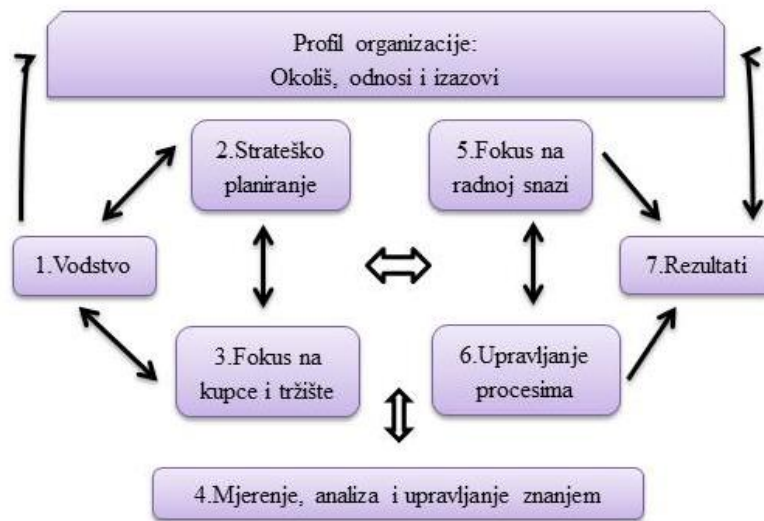 Profil organizacije:
Okoliš, odnosi i izazovi
2.Strateško
planiranje
5.Fokus na
radnoj snazi
1.Vodstvo
7.Rezultati
3.Fokus na
kupce i tržište
6.Upravljanje
procesima
4.Mjerenje, analiza i upravljanje znanjem